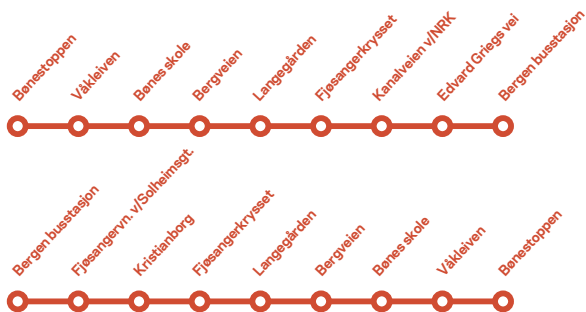 Bønestoppen
Våkleiven
Bønes skole
Bergveien
Langegården
Fjøsangerkrysset
Kanalveien v/NRK
Edvard Griegs vei
Bergen busstasjon
Bergen busstasjon
Fjøsangervn. v/Solheimsgt.
Kristianborg
Fjøsangerkrysset
Langegården
Bergveien
Bønes skole
Våkleiven
Bønestoppen